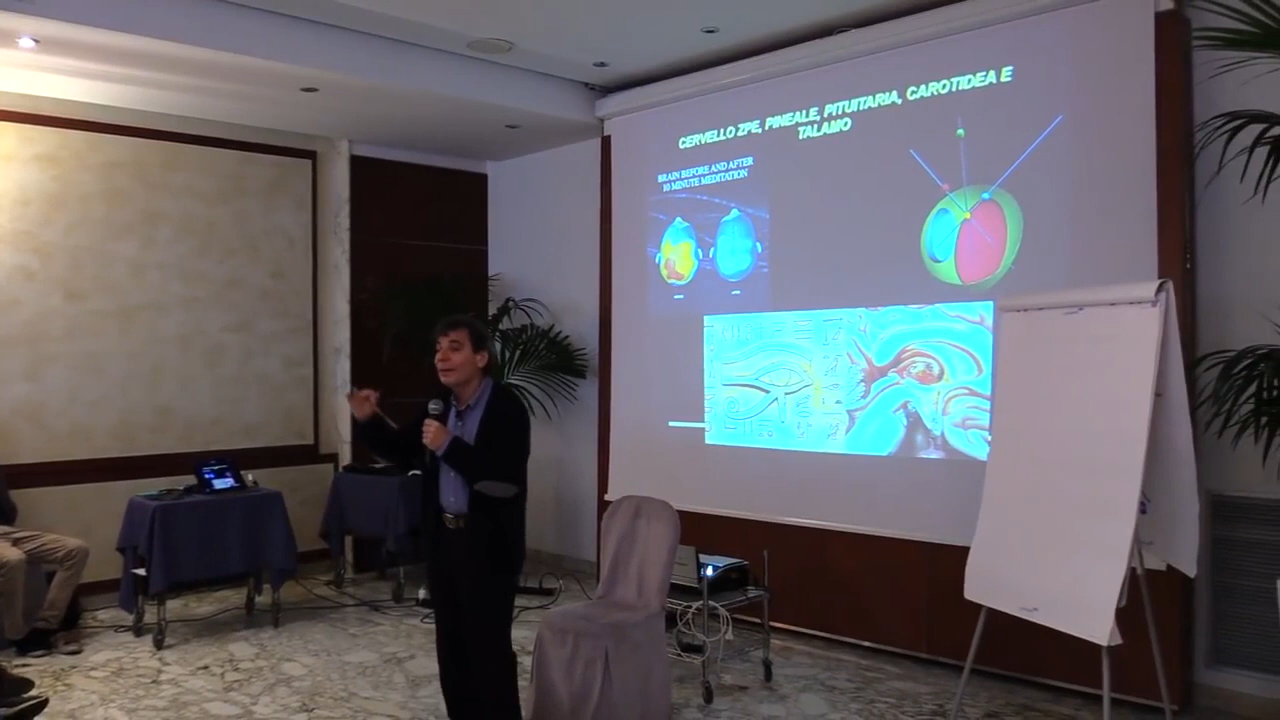 CERVELLO ZPE, PINEALE, PITUITARIA, CAROTIDEA E
TALAMO
BRAIN BEFORE AND AFTER
10 MINUTE MEDITATION